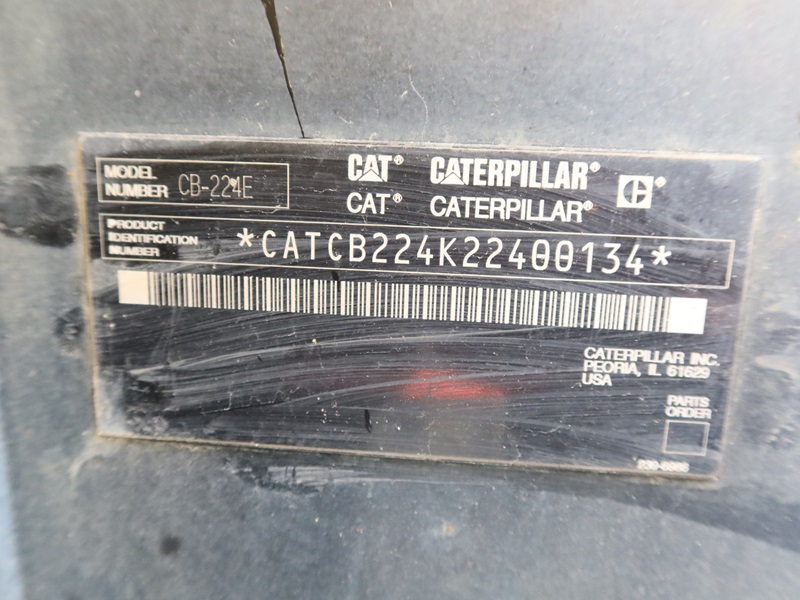 MODEL
NUMBER CB-224E
CAT® CATERPILLAR®
CAT® CATERPILLAR®
PRODUCT
IDENTIFICATION
NUMBER
*CATCB224K22400134*
CATERPILLAR INC.
PEORIA, IL 61629
USA
PARTS
ORDER